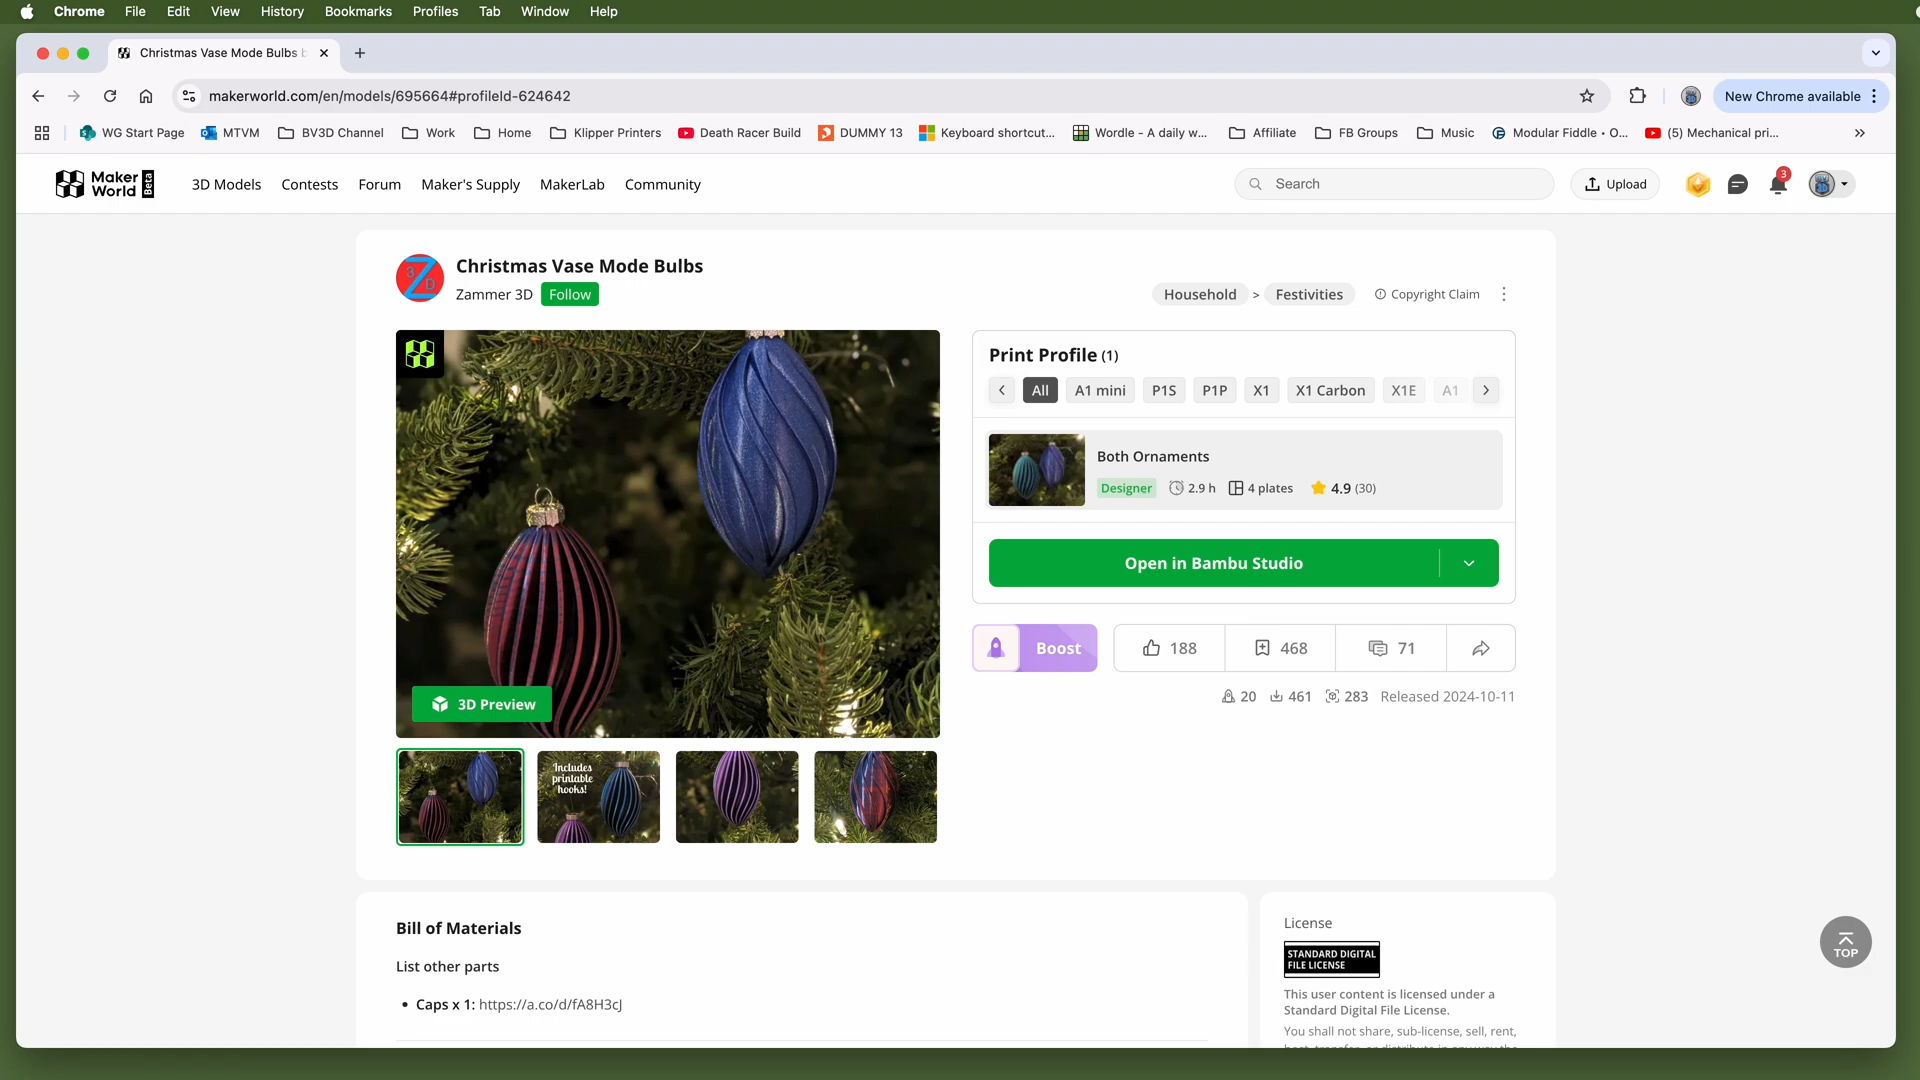 Chrome File Edit View History Bookmarks Profiles Tab Window Help
Christmas Vase Mode Bulbs
makerworld.com/en/models/695664#profileId-624642
New Chrome available
WG Start Page MTVM BV3D Channel Work Home Klipper Printers Death Racer Build DUMMY 13 Keyboard shortcut... Wordle - A daily w... Affiliate FB Groups Music Modular Fiddle • O... (5) Mechanical pri...
Maker World Beta
3D Models Contests Forum Maker's Supply MakerLab Community
Search
Upload
3
Christmas Vase Mode Bulbs
Zammer 3D Follow
Household > Festivities Copyright Claim
3D Preview
Includes
printable
hooks!
Print Profile (1)
All A1 mini P1S P1P X1 X1 Carbon X1E A1
Both Ornaments
Designer 2.9 h 4 plates 4.9 (30)
Open in Bambu Studio
Boost 188 468 71
20 461 283 Released 2024-10-11
Bill of Materials
List other parts
• Caps x 1: https://a.co/d/fA8H3cJ
License
STANDARD DIGITAL
FILE LICENSE
This user content is licensed under a
Standard Digital File License.
You shall not share, sub-license, sell, rent,
TOP